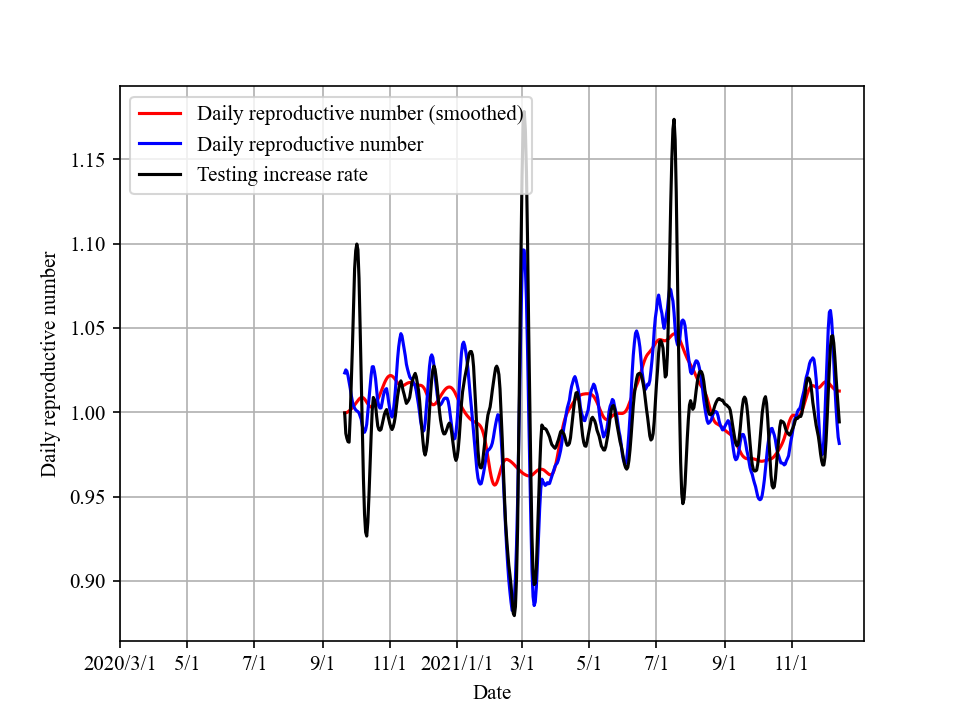 Daily reproductive number (smoothed)
Daily reproductive number
Testing increase rate
Daily reproductive number
1.15
1.10
1.05
1.00
0.95
0.90
2020/3/1 5/1 7/1 9/1 11/1 2021/1/1 3/1 5/1 7/1 9/1 11/1
Date